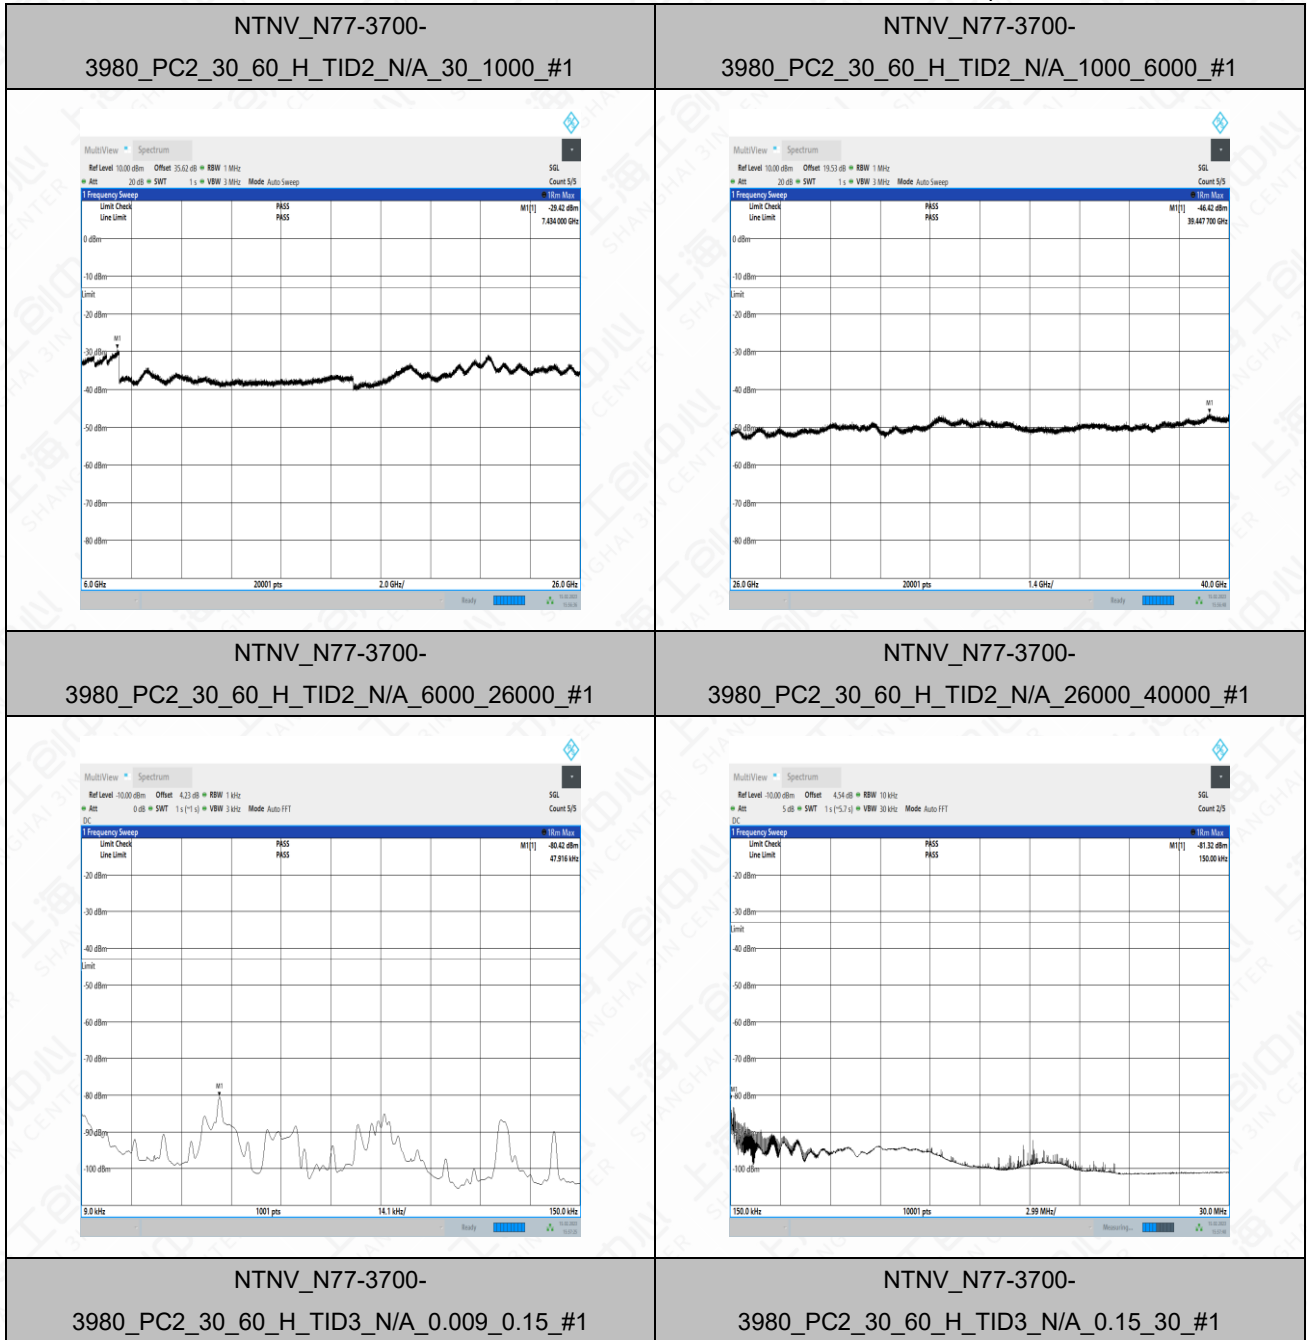 NTNV_N77-3700-
3980_PC2_30_60_H_TID2_N/A_30_1000_#1
NTNV_N77-3700-
3980_PC2_30_60_H_TID2_N/A_1000_6000_#1
MultiView
Spectrum
Ref Level 10.00 dBm Offset 35.62 dB RBW 1 MHz
SGL
Att 20 dB SWT 1 s VBW 3 MHz Mode Auto Sweep
Count 5/5
1 Frequency Sweep
1Rm Max
Limit Check PASS
M1[1] -29.42 dBm
Line Limit PASS
7.434 000 GHz
0 dBm
-10 dBm
Limit
-20 dBm
M1
-30 dBm
-40 dBm
-50 dBm
-60 dBm
-70 dBm
-80 dBm
6.0 GHz 20001 pts 2.0 GHz/ 26.0 GHz
Ready
MultiView
Spectrum
Ref Level 10.00 dBm Offset 19.53 dB RBW 1 MHz
SGL
Att 20 dB SWT 1 s VBW 3 MHz Mode Auto Sweep
Count 5/5
1 Frequency Sweep
1Rm Max
Limit Check PASS
M1[1] -46.42 dBm
Line Limit PASS
39.447 700 GHz
0 dBm
-10 dBm
Limit
-20 dBm
-30 dBm
-40 dBm
M1
-50 dBm
-60 dBm
-70 dBm
-80 dBm
26.0 GHz 20001 pts 1.4 GHz/ 40.0 GHz
Ready
NTNV_N77-3700-
3980_PC2_30_60_H_TID2_N/A_6000_26000_#1
NTNV_N77-3700-
3980_PC2_30_60_H_TID2_N/A_26000_40000_#1
MultiView
Spectrum
Ref Level -10.00 dBm Offset 4.23 dB RBW 1 kHz
SGL
Att 0 dB SWT 1 s (~1 s) VBW 3 kHz Mode Auto FFT
Count 5/5
DC
1 Frequency Sweep
1Rm Max
Limit Check PASS
M1[1] -80.42 dBm
Line Limit PASS
47.916 kHz
-20 dBm
-30 dBm
-40 dBm
Limit
-50 dBm
-60 dBm
-70 dBm
M1
-80 dBm
-90 dBm
-100 dBm
9.0 kHz 1001 pts 14.1 kHz/ 150.0 kHz
Ready
MultiView
Spectrum
Ref Level -10.00 dBm Offset 4.54 dB RBW 10 kHz
SGL
Att 5 dB SWT 1 s (~5.7 s) VBW 30 kHz Mode Auto FFT
Count 2/5
DC
1 Frequency Sweep
1Rm Max
Limit Check PASS
M1[1] -81.32 dBm
Line Limit PASS
150.00 kHz
-20 dBm
-30 dBm
Limit
-40 dBm
-50 dBm
-60 dBm
-70 dBm
M1
-80 dBm
-100 dBm
150.0 kHz 10001 pts 2.99 MHz/ 30.0 MHz
Measuring...
NTNV_N77-3700-
3980_PC2_30_60_H_TID3_N/A_0.009_0.15_#1
NTNV_N77-3700-
3980_PC2_30_60_H_TID3_N/A_0.15_30_#1